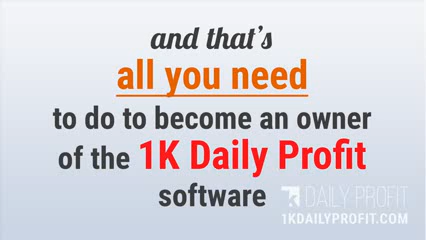 and that's
all you need
to do to become an owner
of the 1K Daily Profit
software
1K DAILY PROFIT
1KDAILYPROFIT.COM